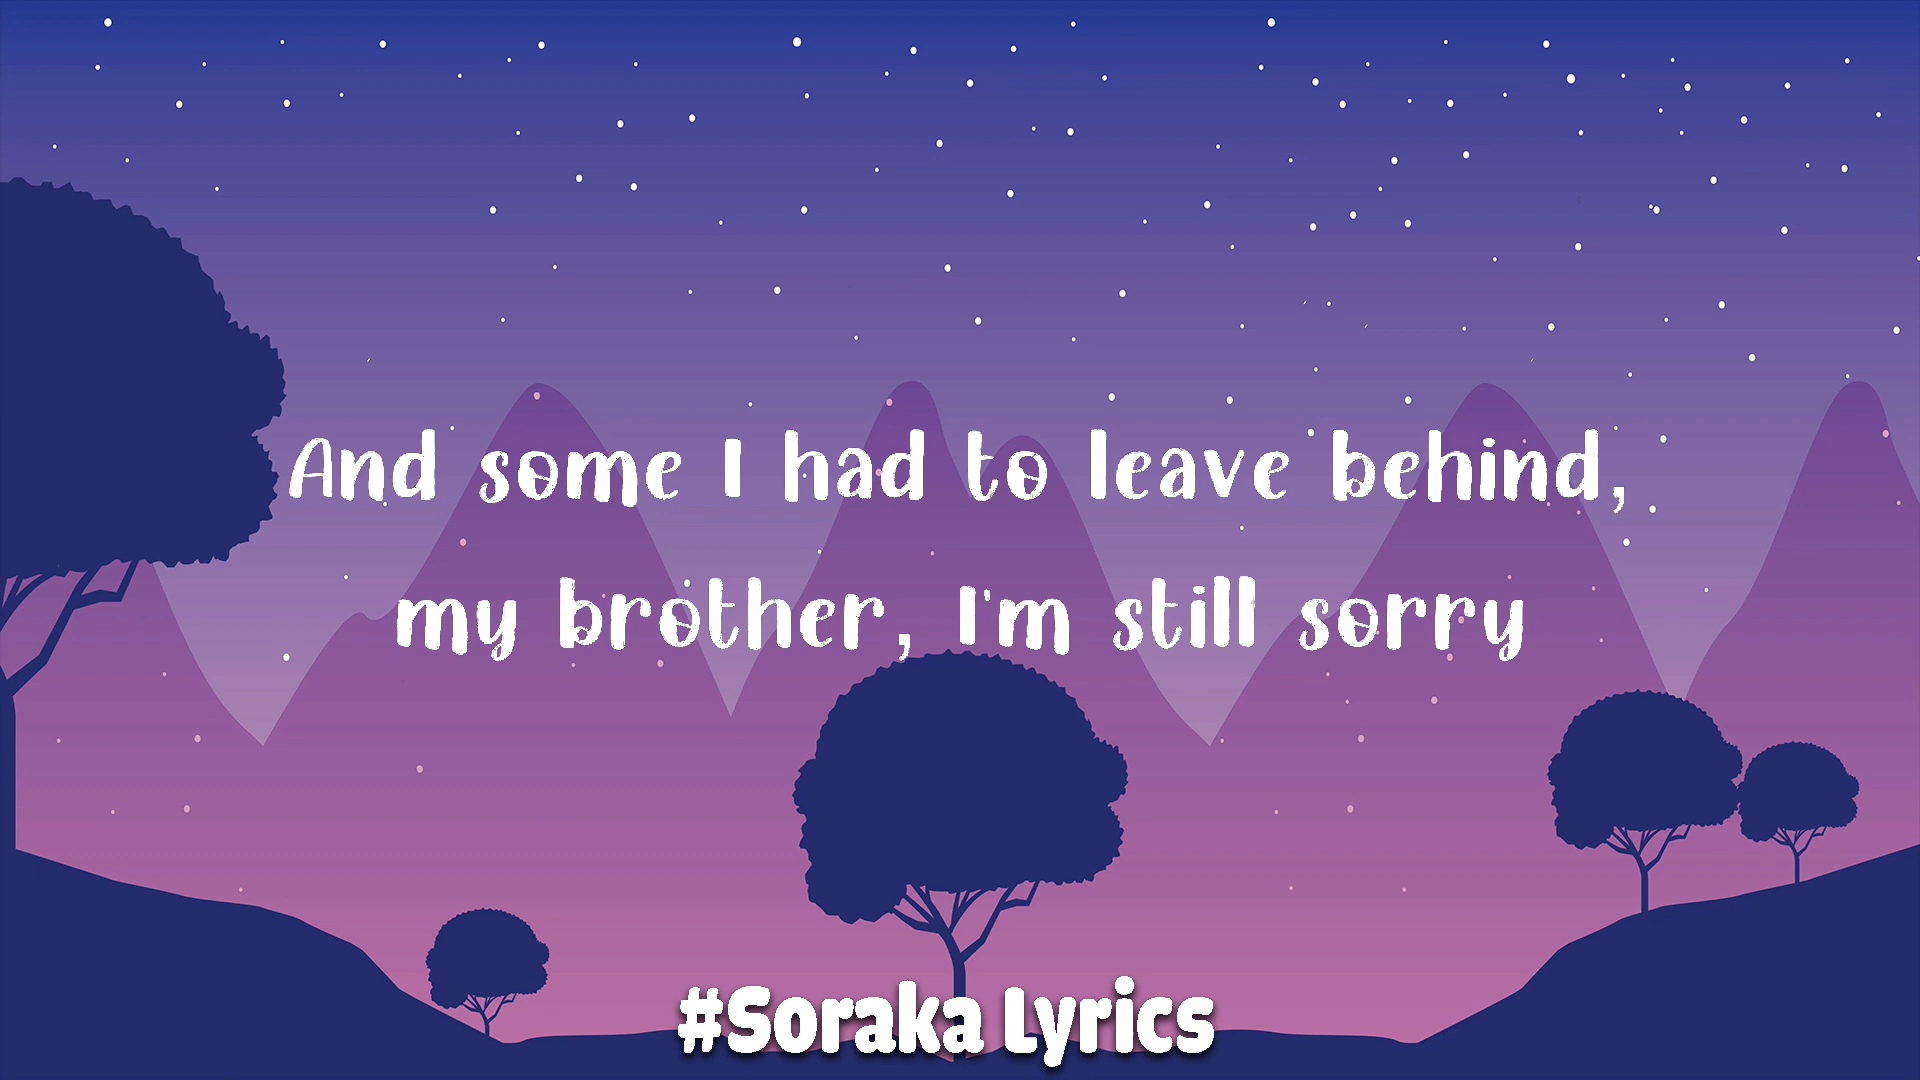 And some I had to leave behind,
my brother, I'm still sorry
#Soraka Lyrics